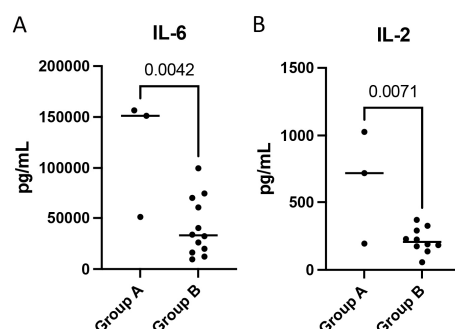 A
IL-6
0.0042
200000
150000
100000
50000
0
pg/mL
Group A
Group B
B
IL-2
0.0071
1500
1000
500
0
pg/mL
Group A
Group B